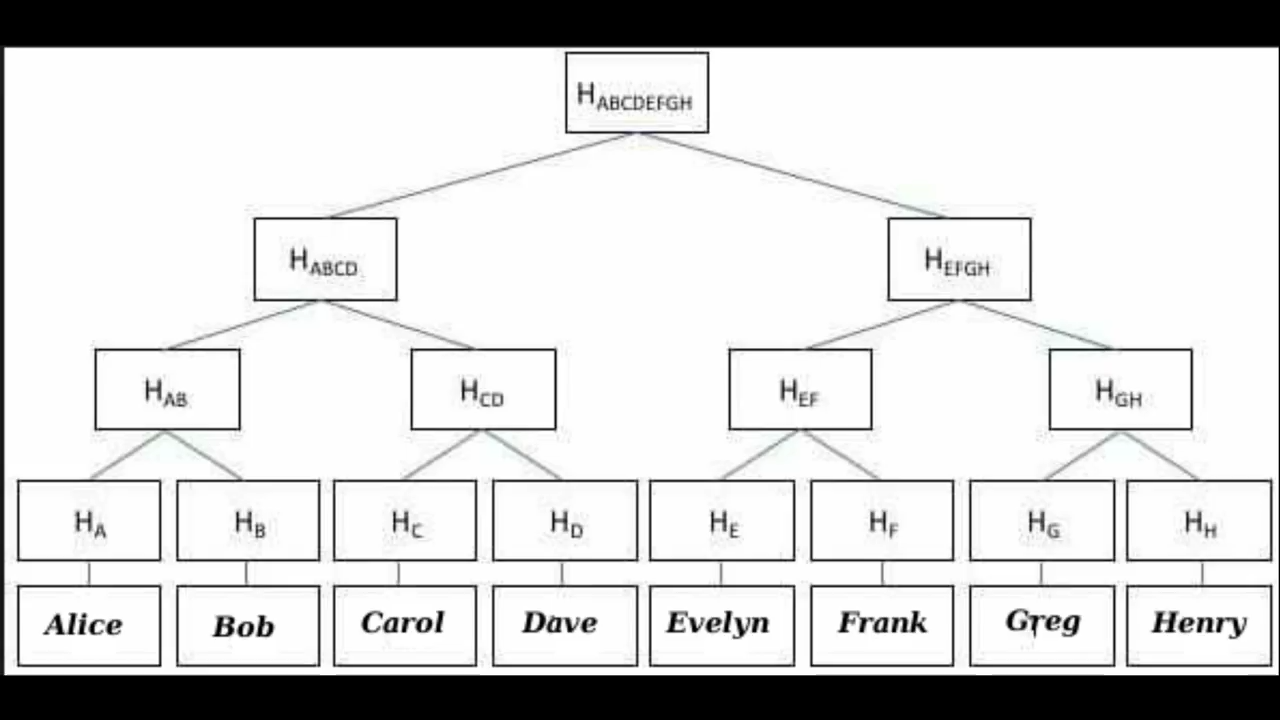 HABCDEFGH
HABCD HEFGH
HAB HCD HEF HGH
HA HB HC HD HE HF HG HH
Alice Bob Carol Dave Evelyn Frank Greg Henry